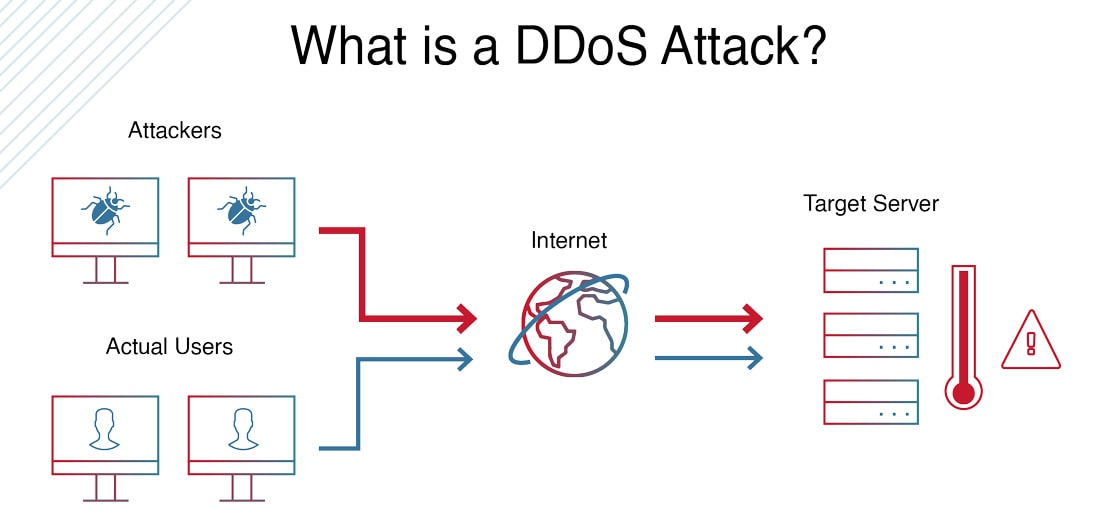 What is a DDoS Attack?
Attackers
Target Server
Internet
Actual Users